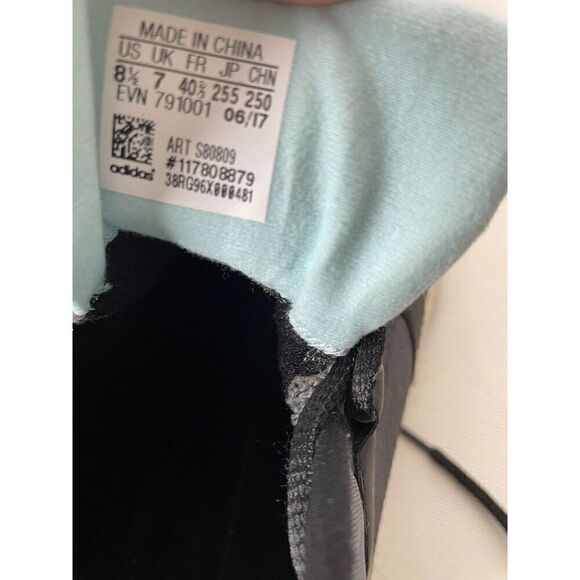 MADE IN CHINA
US UK FR JP CHN
8½ 7 40⅔ 255 250
EVN 791001 06/17
ART S80809
#117808879
38RG96X000481
adidas